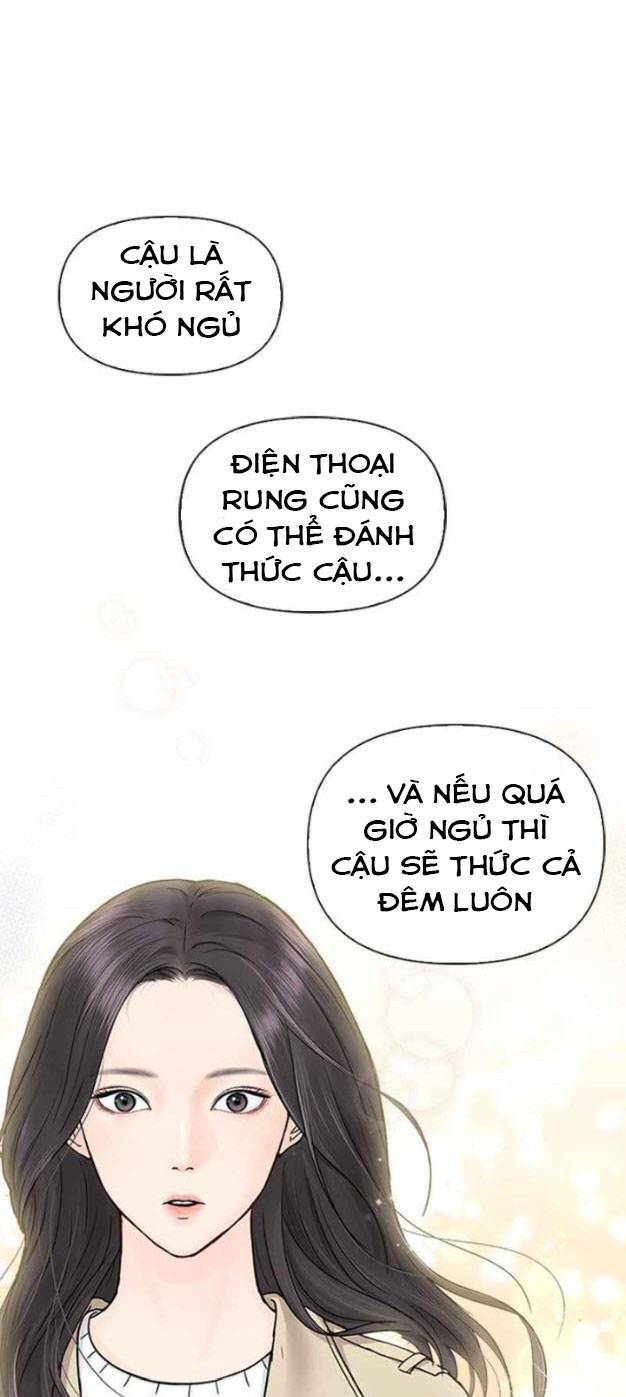 CẬU LÀ
NGƯỜI RẤT
KHÓ NGỦ
ĐIỆN THOẠI
RUNG CŨNG
CÓ THỂ ĐÁNH
THỨC CẬU...
... VÀ NẾU QUÁ
GIỜ NGỦ THÌ
CẬU SẼ THỨC CẢ
ĐÊM LUÔN